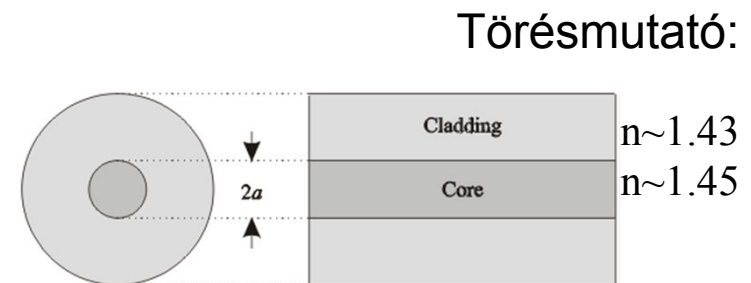 Törésmutató:
Cladding
n~1.43
2a
Core
n~1.45